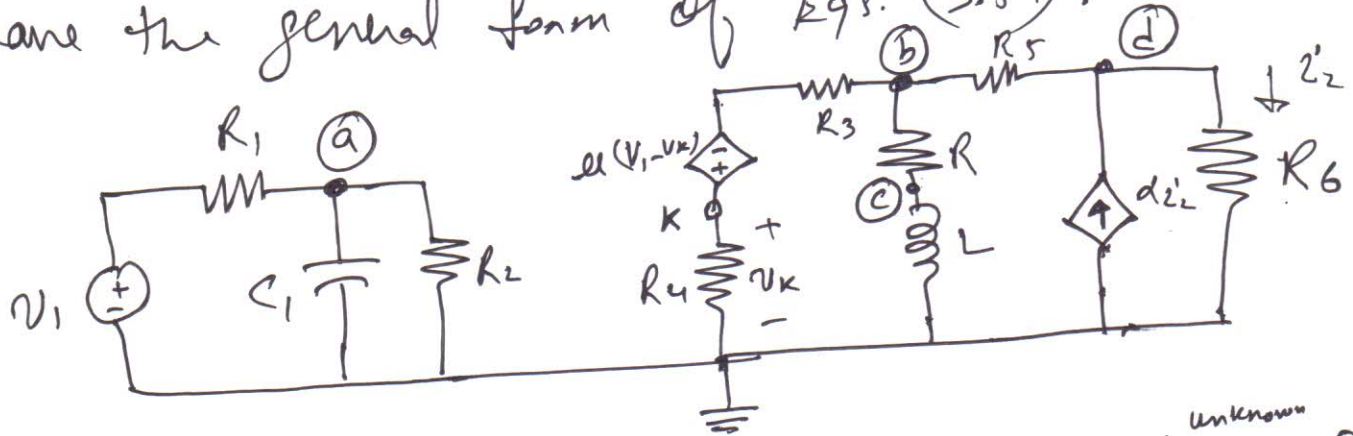 are the general form of Eqs.
R1 a
V1 + -
C1 R2
μ(V1-VK) - +
K + VK -
R4
R3 b R5 d
R c L
αi2 i2
R6
unknown